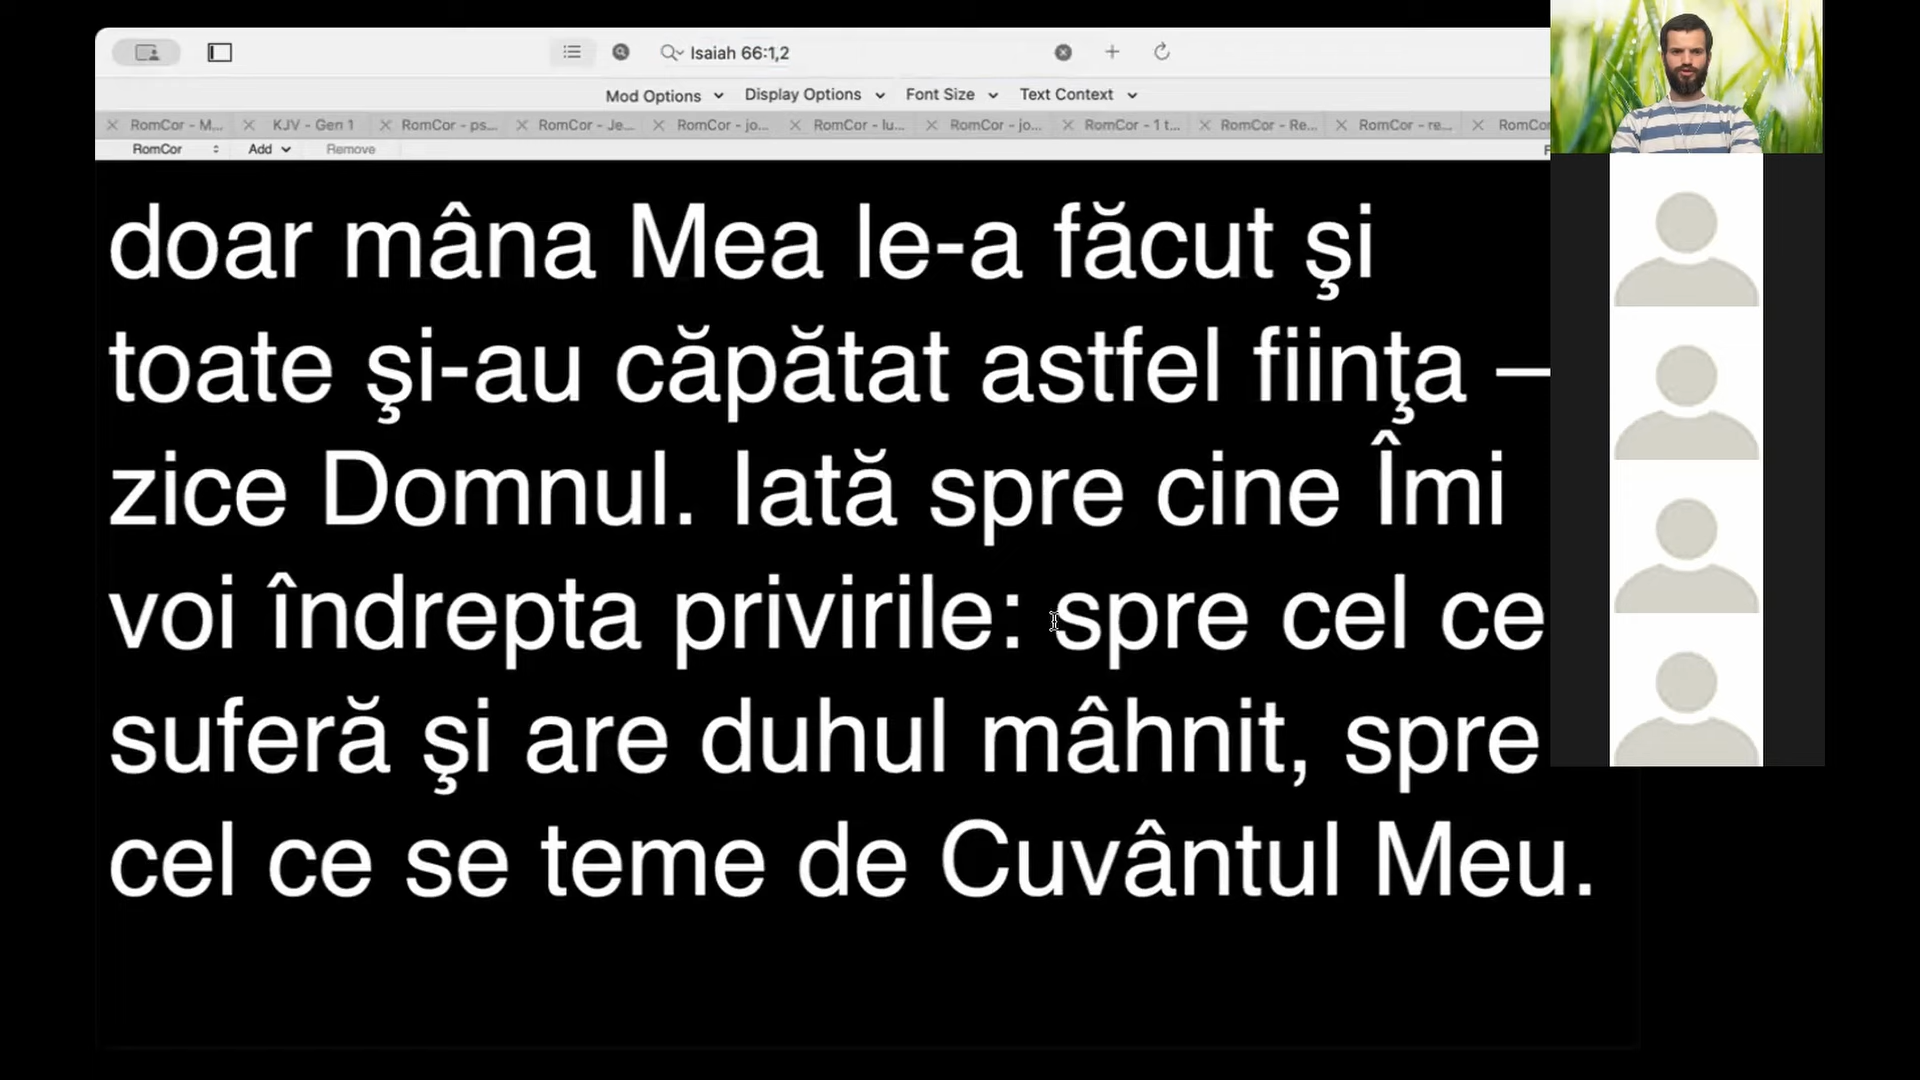 Isaiah 66:1,2
Mod Options Display Options Font Size Text Context
RomCor - M... KJV - Gen 1 RomCor - ps... RomCor - Je... RomCor - jo... RomCor - lu... RomCor - jo... RomCor - 1 t... RomCor - Re... RomCor - re... RomCo
RomCor Add Remove
doar mâna Mea le-a făcut şi
toate şi-au căpătat astfel fiinţa –
zice Domnul. Iată spre cine Îmi
voi îndrepta privirile: spre cel ce
suferă şi are duhul mâhnit, spre
cel ce se teme de Cuvântul Meu.